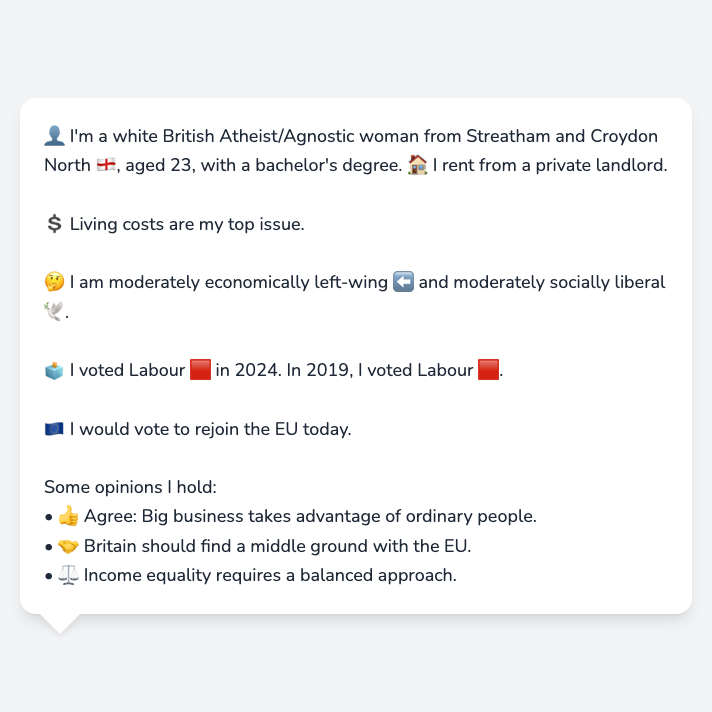 👤 I'm a white British Atheist/Agnostic woman from Streatham and Croydon
North 🏴󠁧󠁢󠁥󠁮󠁧󠁿, aged 23, with a bachelor's degree. 🏠 I rent from a private landlord.
💲 Living costs are my top issue.
🤔 I am moderately economically left-wing ⬅️ and moderately socially liberal
🕊️.
🗳️ I voted Labour 🟥 in 2024. In 2019, I voted Labour 🟥.
🇪🇺 I would vote to rejoin the EU today.
Some opinions I hold:
• 👍 Agree: Big business takes advantage of ordinary people.
• 🤝 Britain should find a middle ground with the EU.
• ⚖️ Income equality requires a balanced approach.